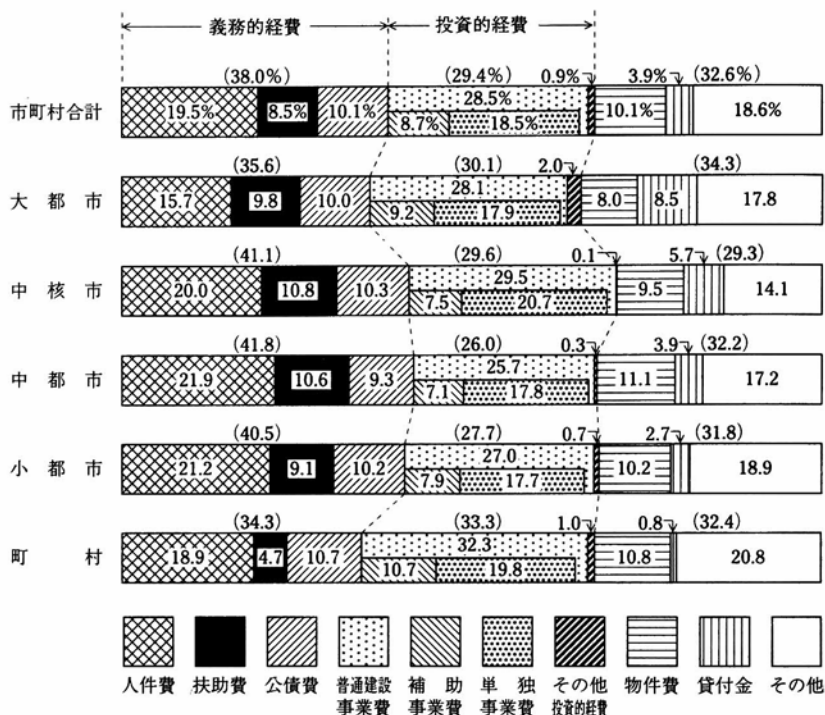 義務的経費 投資的経費
(38.0%) (29.4%) 0.9% 3.9% (32.6%)
市町村合計 19.5% 8.5% 10.1% 28.5% 8.7% 18.5% 10.1% 18.6%
(35.6) (30.1) 2.0 (34.3)
大都市 15.7 9.8 10.0 28.1 9.2 17.9 8.0 8.5 17.8
(41.1) (29.6) 0.1 5.7 (29.3)
中核市 20.0 10.8 10.3 29.5 7.5 20.7 9.5 14.1
(41.8) (26.0) 0.3 3.9 (32.2)
中都市 21.9 10.6 9.3 25.7 7.1 17.8 11.1 17.2
(40.5) (27.7) 0.7 2.7 (31.8)
小都市 21.2 9.1 10.2 27.0 7.9 17.7 10.2 18.9
(34.3) (33.3) 1.0 0.8 (32.4)
町村 18.9 4.7 10.7 32.3 10.7 19.8 10.8 20.8
人件費 扶助費 公債費 普通建設 補助 単独 その他 物件費 貸付金 その他
事業費 事業費 事業費 投資的経費